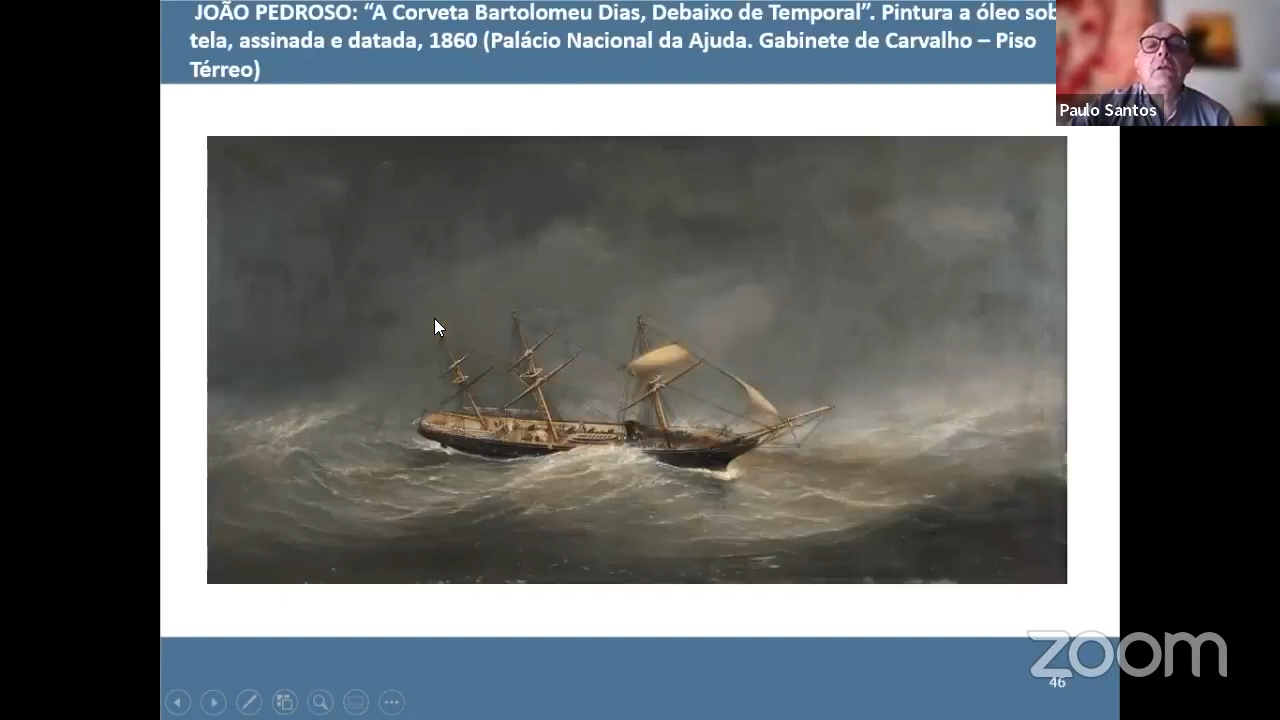 JOÃO PEDROSO: “A Corveta Bartolomeu Dias, Debaixo de Temporal”. Pintura a óleo sob
tela, assinada e datada, 1860 (Palácio Nacional da Ajuda. Gabinete de Carvalho – Piso
Térreo)
Paulo Santos
zoom
46